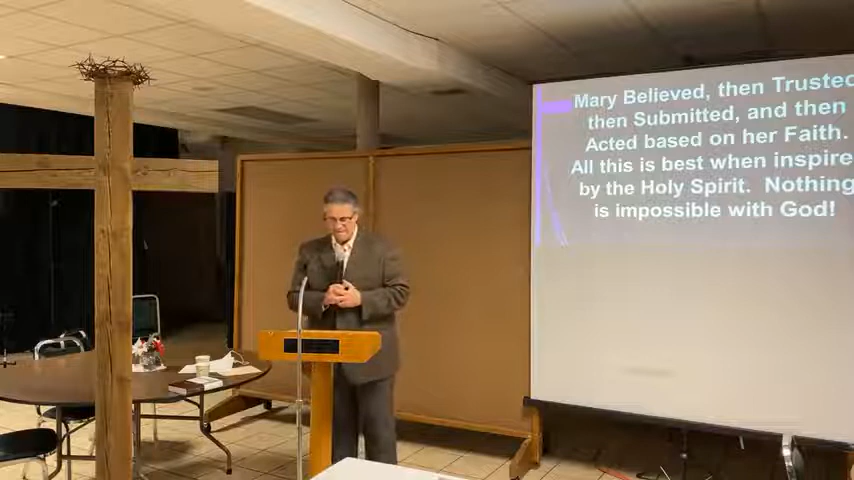 Mary Believed, then Trusted
then Submitted, and then
Acted based on her Faith.
All this is best when inspire
by the Holy Spirit. Nothing
is impossible with God!